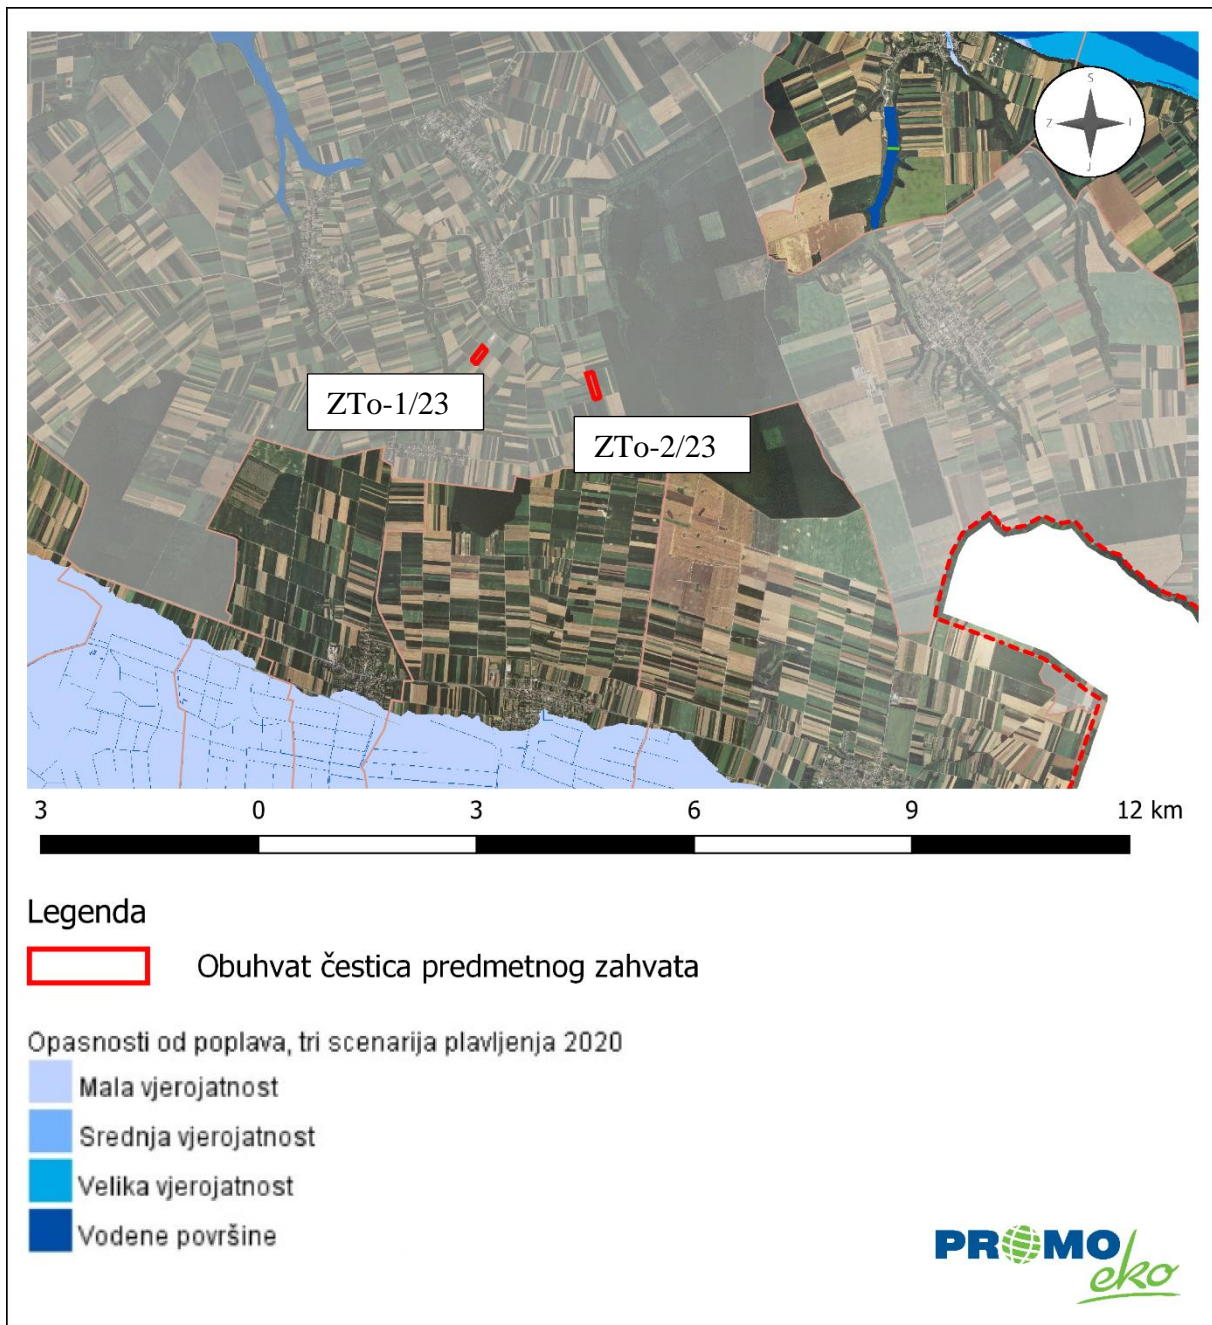 S
Z I
J
ZTo-1/23
ZTo-2/23
3 0 3 6 9 12 km
Legenda
Obuhvat čestica predmetnog zahvata
Opasnosti od poplava, tri scenarija plavljenja 2020
Mala vjerojatnost
Srednja vjerojatnost
Velika vjerojatnost
Vodene površine
PROMO
eko